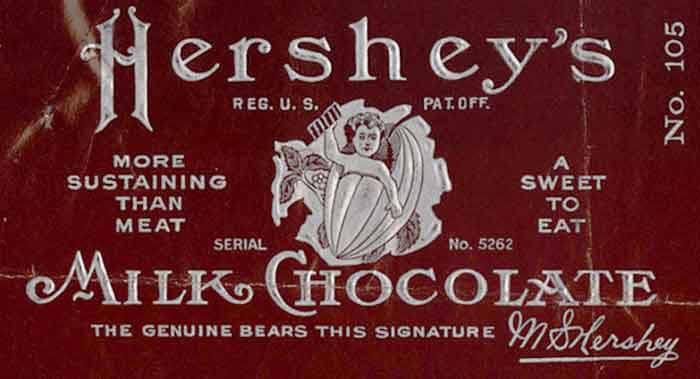 Hershey's
REG. U. S. PAT. OFF.
No. 105
MORE
SUSTAINING
THAN
MEAT
A
SWEET
TO
EAT
SERIAL No. 5262
MILK CHOCOLATE
THE GENUINE BEARS THIS SIGNATURE M S Hershey